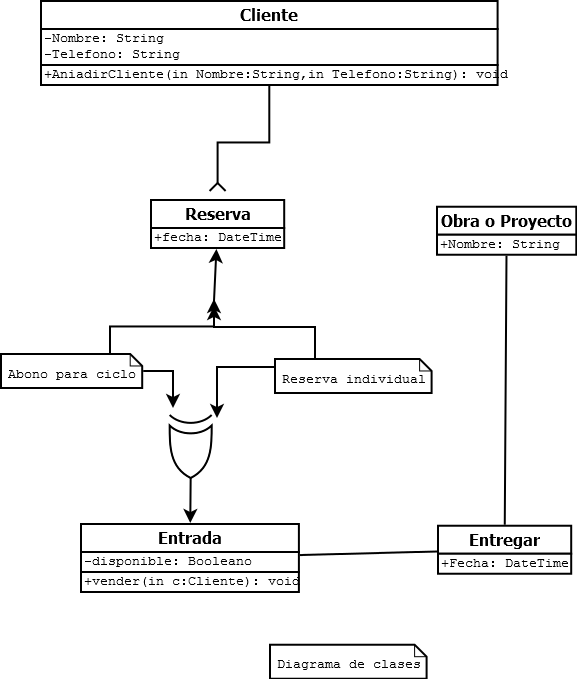 Cliente
-Nombre: String
-Telefono: String
+AniadirCliente(in Nombre:String,in Telefono:String): void
Reserva
+fecha: DateTime
Obra o Proyecto
+Nombre: String
Abono para ciclo
Reserva individual
Entrada
-disponible: Booleano
+vender(in c:Cliente): void
Entregar
+Fecha: DateTime
Diagrama de clases